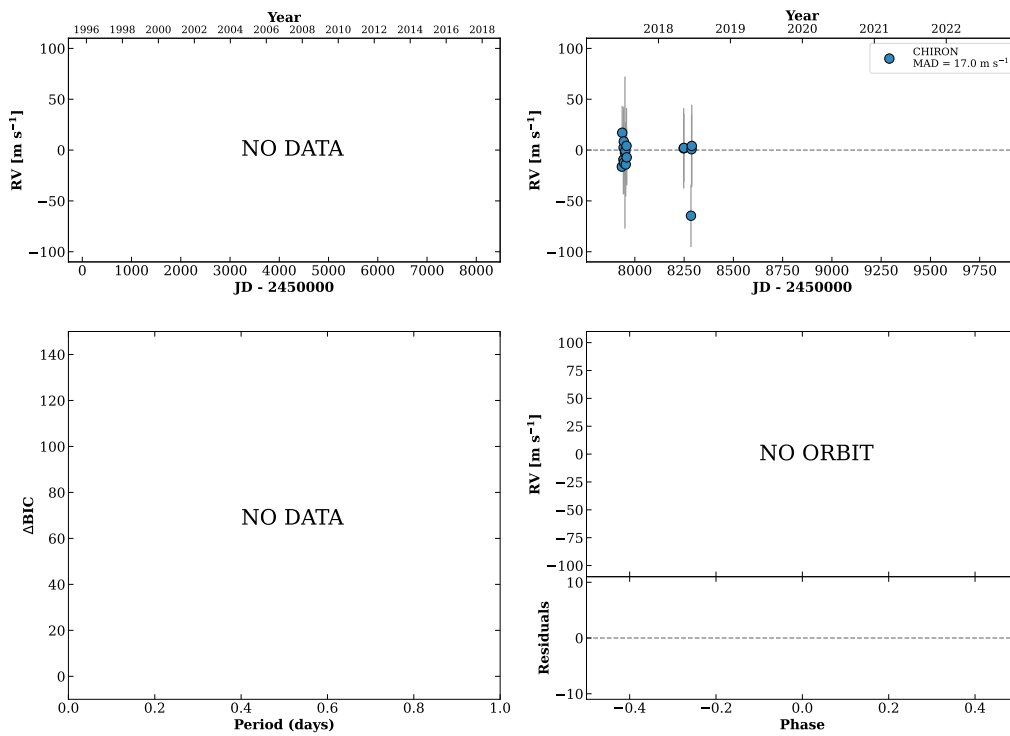 Year
1996 1998 2000 2002 2004 2006 2008 2010 2012 2014 2016 2018
100
50
0
−50
−100
RV [m s⁻¹]
NO DATA
0 1000 2000 3000 4000 5000 6000 7000 8000
JD - 2450000
Year
2018 2019 2020 2021 2022
CHIRON
MAD = 17.0 m s⁻¹
100
50
0
−50
−100
RV [m s⁻¹]
8000 8250 8500 8750 9000 9250 9500 9750
JD - 2450000
140
120
100
80
60
40
20
0
ΔBIC
NO DATA
0.0 0.2 0.4 0.6 0.8 1.0
Period (days)
100
75
50
25
0
−25
−50
−75
−100
RV [m s⁻¹]
NO ORBIT
10
0
−10
Residuals
−0.4 −0.2 0.0 0.2 0.4
Phase